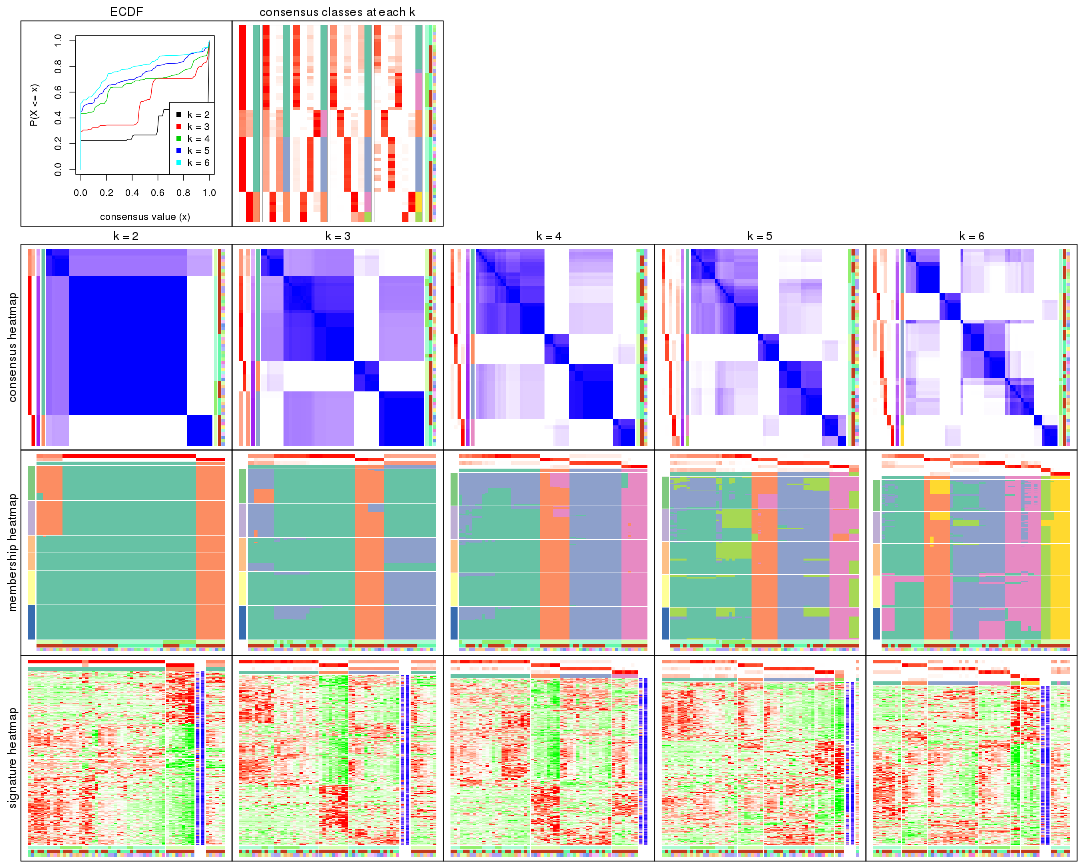 ECDF
consensus classes at each k
P(X <= x)
1.0
0.8
0.6
0.4
0.2
0.0
k = 2
k = 3
k = 4
k = 5
k = 6
0.0 0.2 0.4 0.6 0.8 1.0
consensus value (x)
k = 2
k = 3
k = 4
k = 5
k = 6
consensus heatmap
membership heatmap
signature heatmap